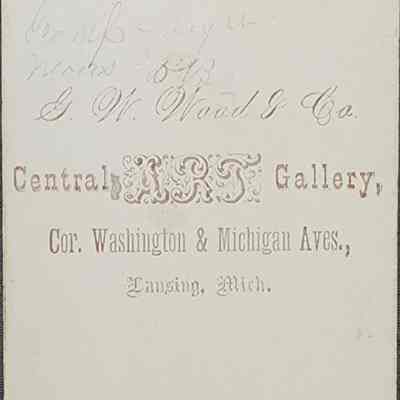 G. W. Wood & Co.
Central ART Gallery,
Cor. Washington & Michigan Aves.,
Lansing, Mich.